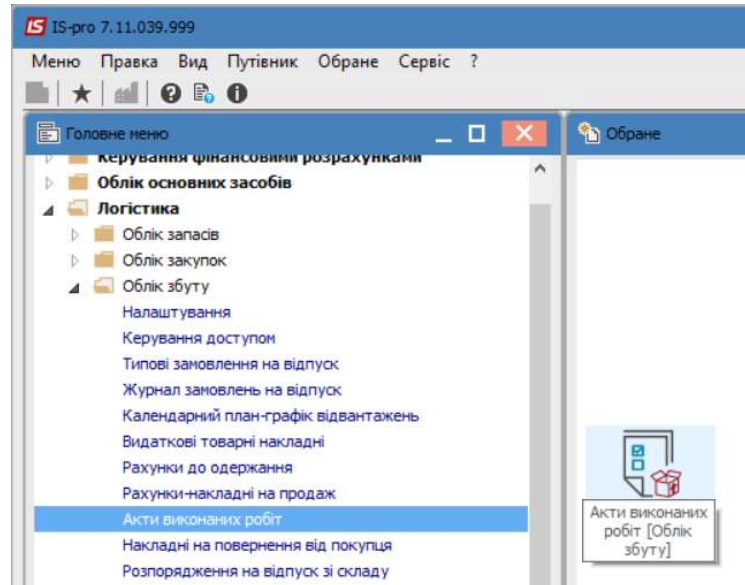 IS-pro 7.11.039.999
Меню Правка Вид Путівник Обране Сервіс ?
Головне меню
Обране
Керування фінансовими розрахунками
Облік основних засобів
Логістика
Облік запасів
Облік закупок
Облік збуту
Налаштування
Керування доступом
Типові замовлення на відпуск
Журнал замовлень на відпуск
Календарний план-графік відвантажень
Видаткові товарні накладні
Рахунки до одержання
Рахунки-накладні на продаж
Акти виконаних робіт
Накладні на повернення від покупця
Розпорядження на відпуск зі складу
Акти виконаних
робіт [Облік
збуту]